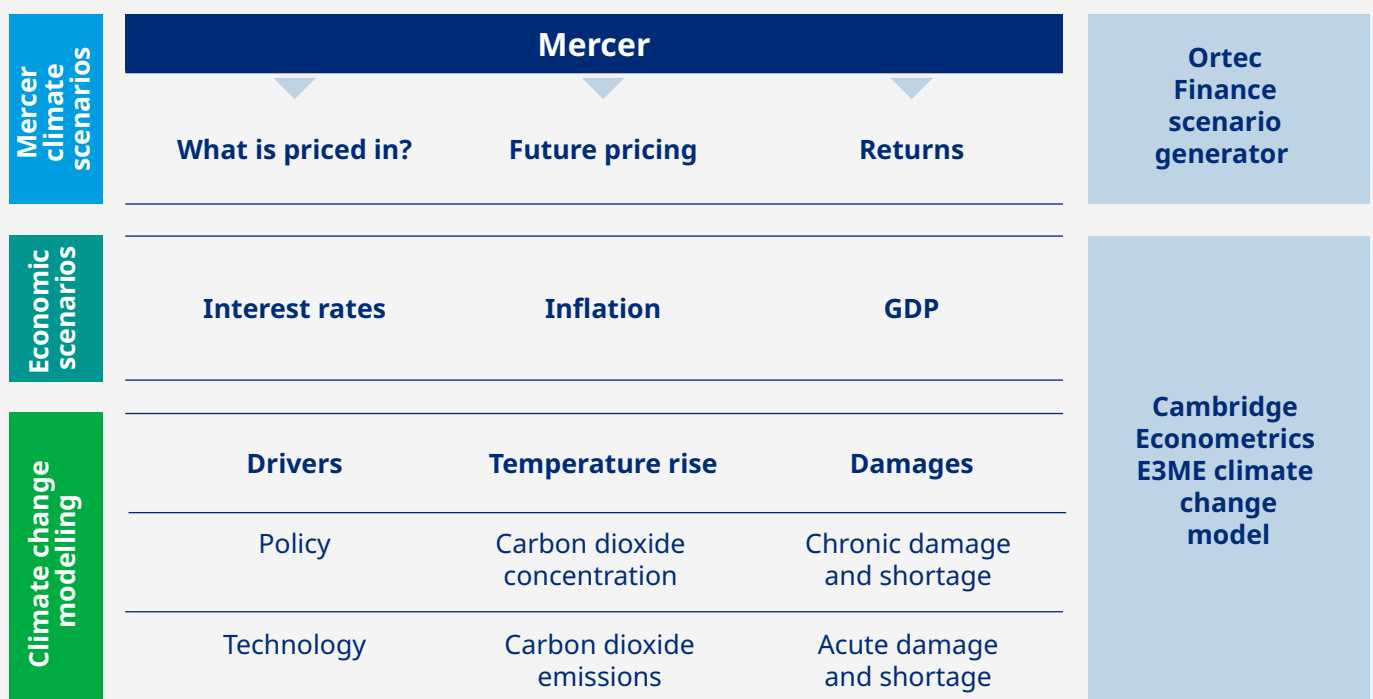 Mercer
climate
scenarios
Mercer
What is priced in?
Future pricing
Returns
Ortec
Finance
scenario
generator
Economic
scenarios
Interest rates
Inflation
GDP
Cambridge
Econometrics
E3ME climate
change
model
Climate change
modelling
Drivers
Temperature rise
Damages
Policy
Carbon dioxide
concentration
Chronic damage
and shortage
Technology
Carbon dioxide
emissions
Acute damage
and shortage